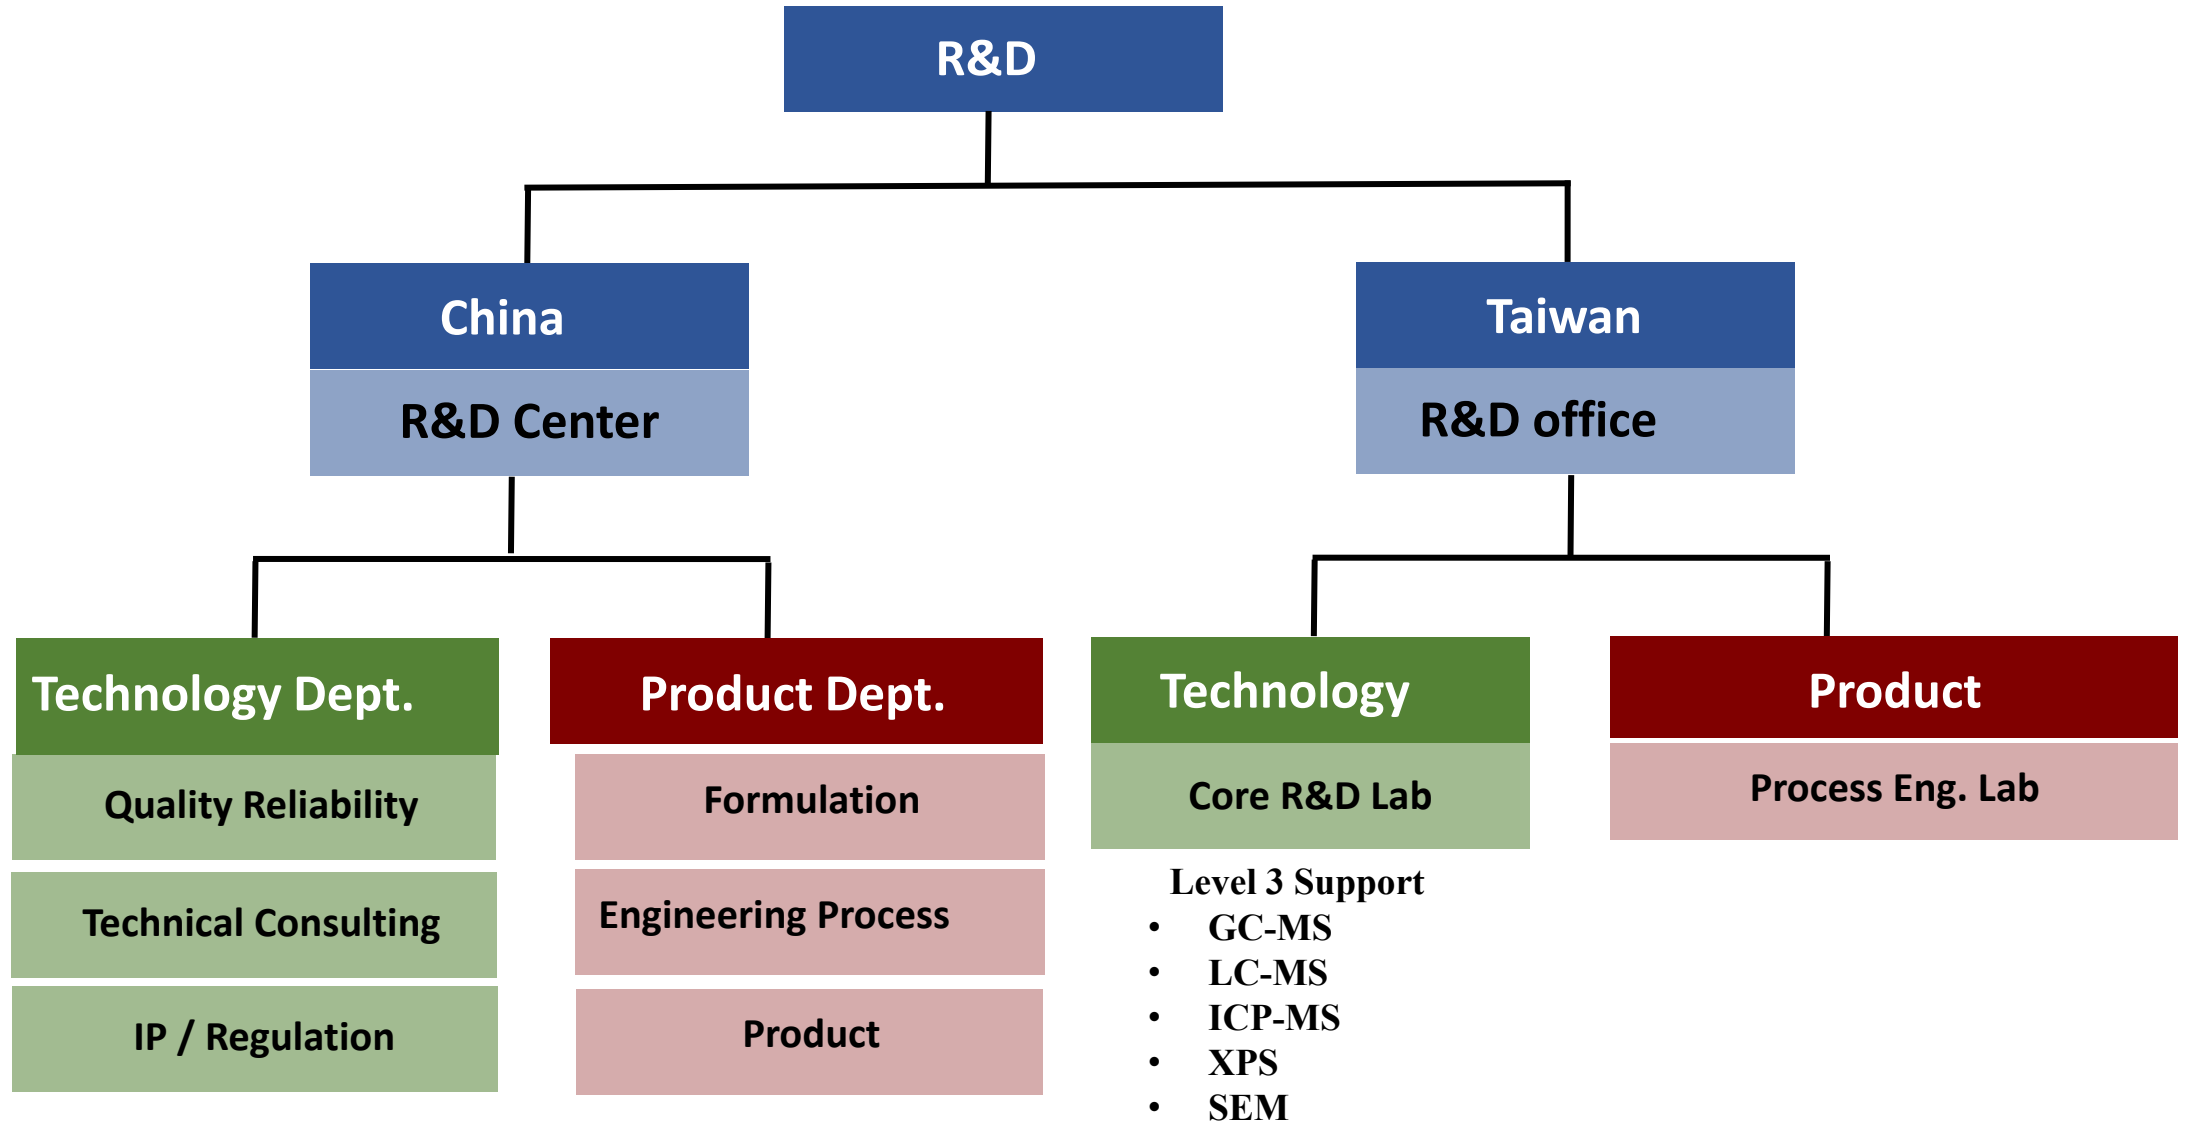 R&D
China
R&D Center
Taiwan
R&D office
Technology Dept.
Quality Reliability
Technical Consulting
IP / Regulation
Product Dept.
Formulation
Engineering Process
Product
Technology
Core R&D Lab
Level 3 Support
• GC-MS
• LC-MS
• ICP-MS
• XPS
• SEM
Product
Process Eng. Lab